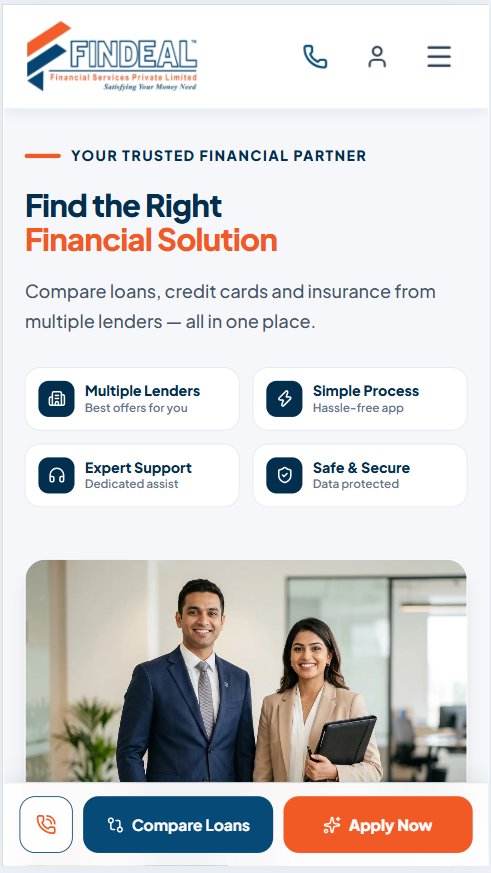 FINDEAL™
Financial Services Private Limited
Satisfying Your Money Need
YOUR TRUSTED FINANCIAL PARTNER
Find the Right
Financial Solution
Compare loans, credit cards and insurance from
multiple lenders — all in one place.
Multiple Lenders
Best offers for you
Simple Process
Hassle-free app
Expert Support
Dedicated assist
Safe & Secure
Data protected
Compare Loans
Apply Now